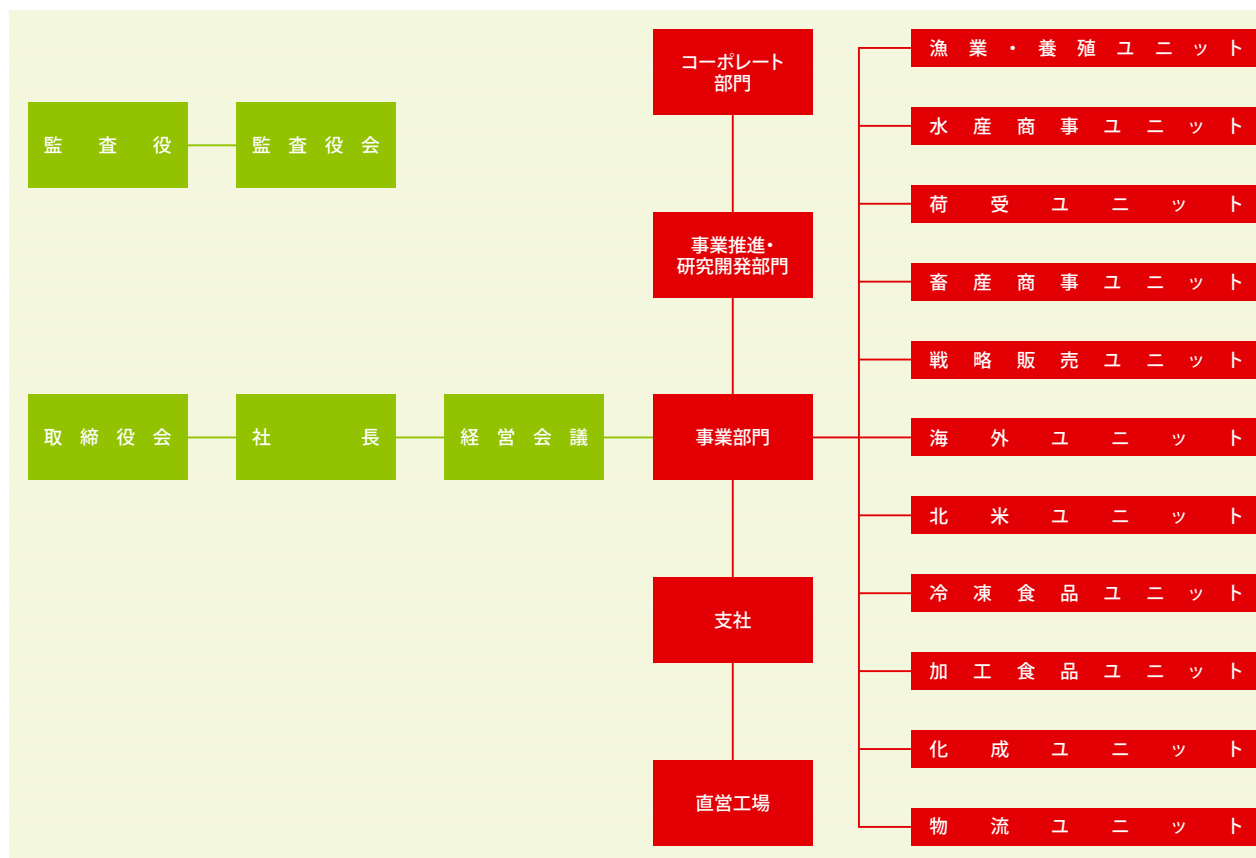 監査役
監査役会
取締役会
社長
経営会議
コーポレート
部門
事業推進・
研究開発部門
事業部門
支社
直営工場
漁業・養殖ユニット
水産商事ユニット
荷受ユニット
畜産商事ユニット
戦略販売ユニット
海外ユニット
北米ユニット
冷凍食品ユニット
加工食品ユニット
化成ユニット
物流ユニット